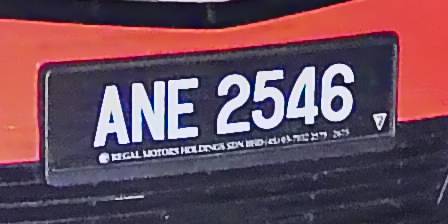 ANE 2546
REGAL MOTORS HOLDINGS SDN BHD